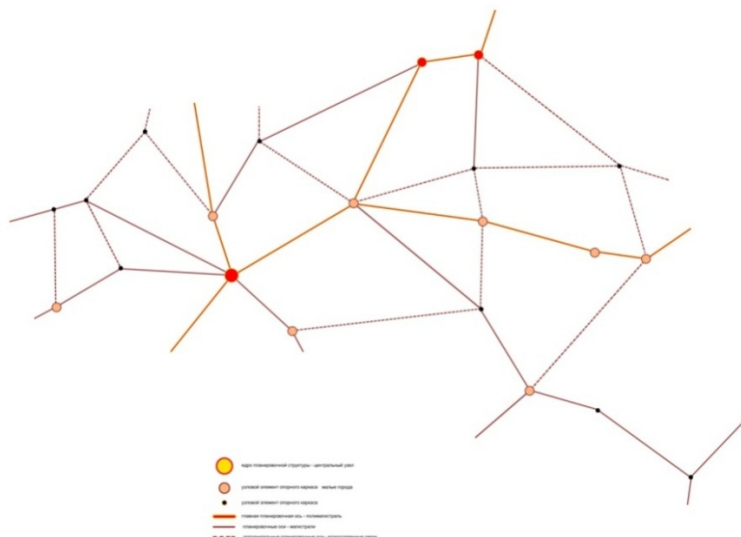 ядро планировочной структуры - центральный узел
узловой элемент опорного каркаса - малые города
узловой элемент опорного каркаса
главная планировочная ось - полимагистраль
планировочные оси - магистрали